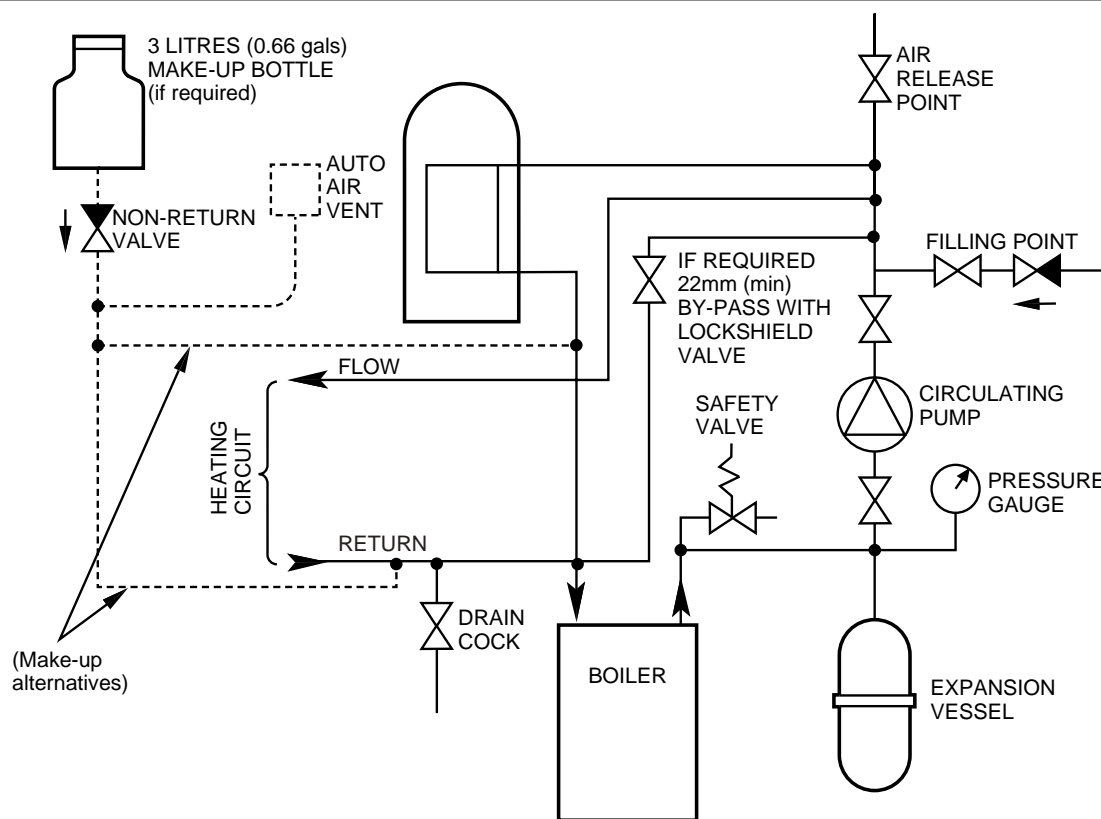 3 LITRES (0.66 gals)
MAKE-UP BOTTLE
(if required)
AIR
RELEASE
POINT
AUTO
AIR
VENT
NON-RETURN
VALVE
FILLING POINT
IF REQUIRED
22mm (min)
BY-PASS WITH
LOCKSHIELD
VALVE
FLOW
CIRCULATING
PUMP
SAFETY
VALVE
HEATING
CIRCUIT
PRESSURE
GAUGE
RETURN
DRAIN
COCK
(Make-up
alternatives)
BOILER
EXPANSION
VESSEL